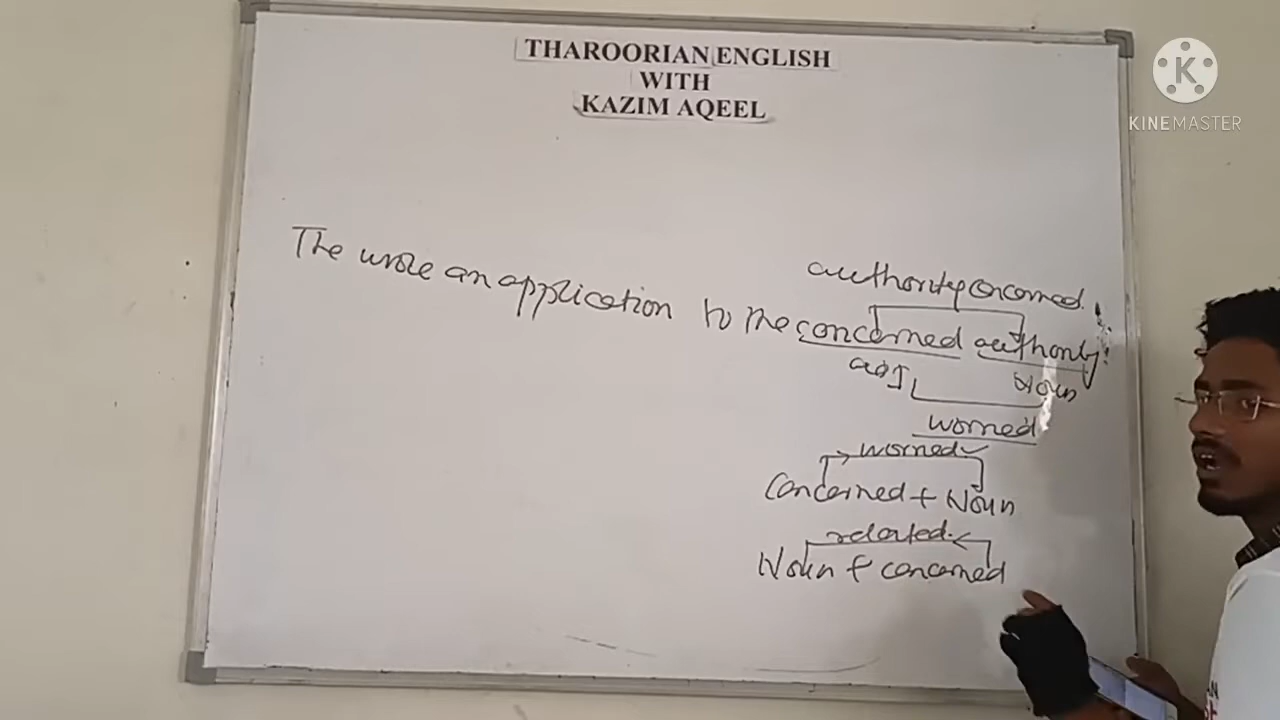 THAROORIAN ENGLISH
WITH
KAZIM AQEEL
KINEMASTER
authority concerned.
The wrote an application to the concerned authority.
adj Noun
worried
worried
Concerned + Noun
related.
Noun + concerned